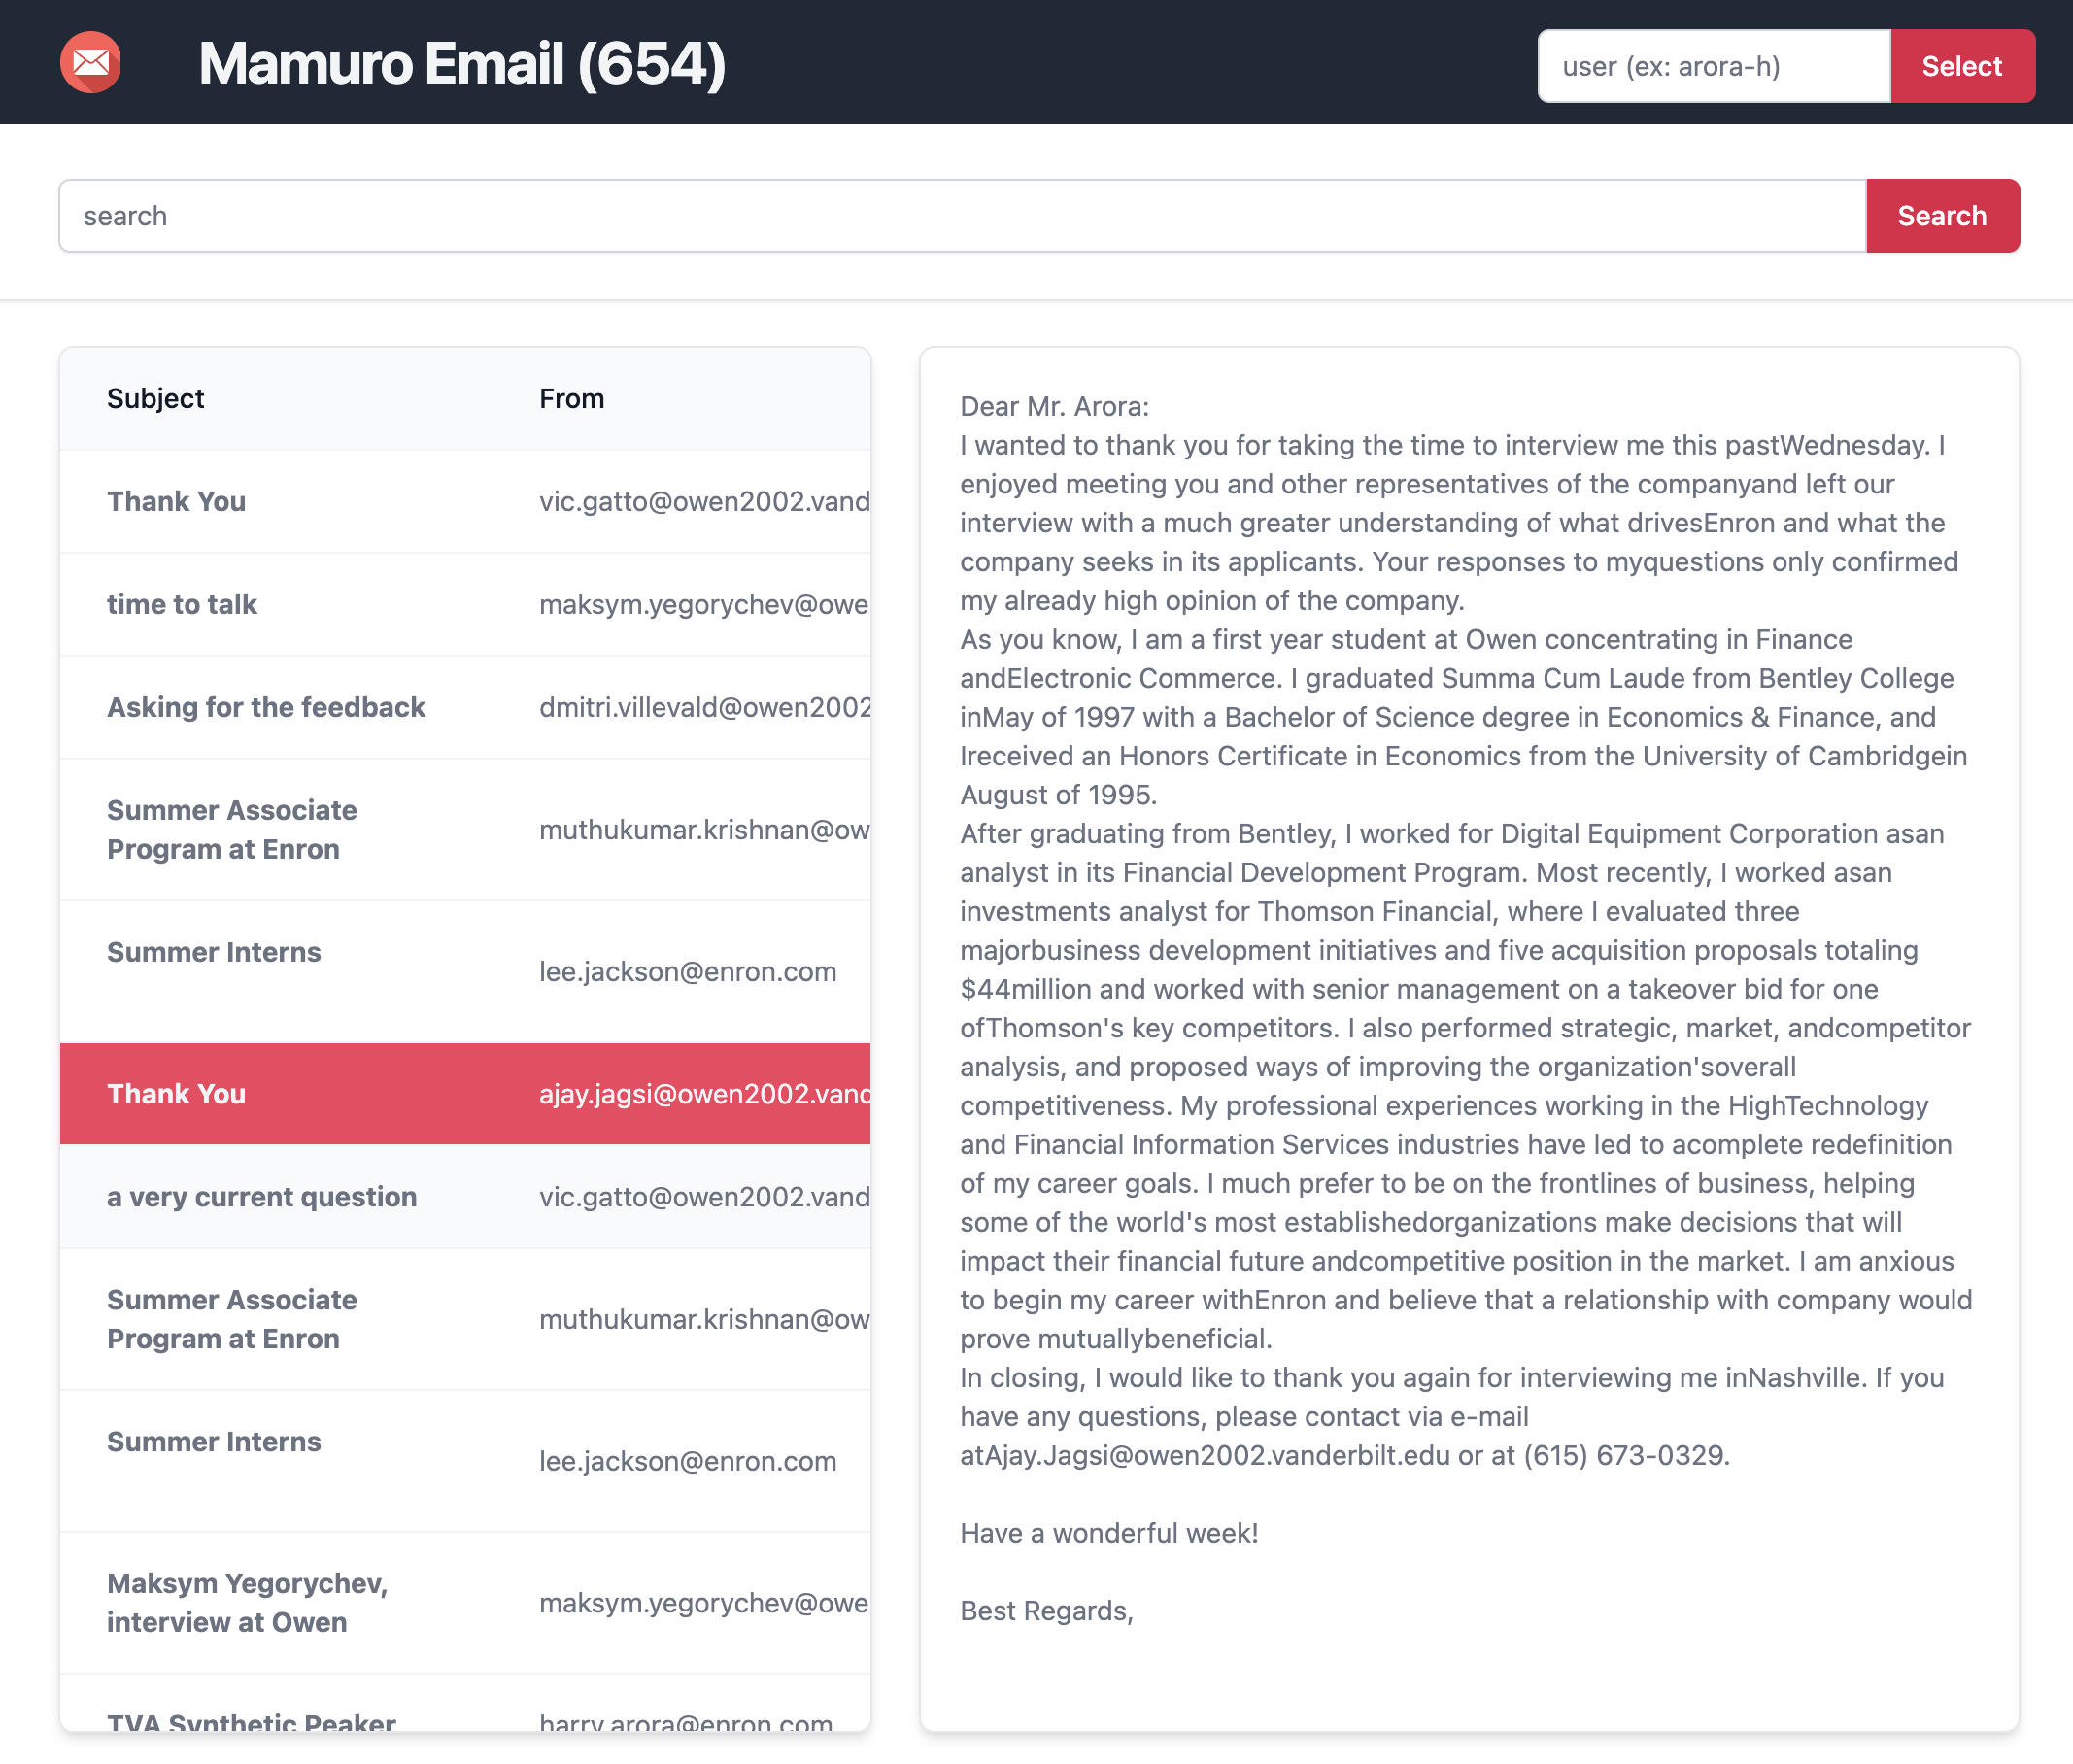 Mamuro Email (654)
user (ex: arora-h)
Select
search
Search
Subject
From
Thank You
vic.gatto@owen2002.vand
time to talk
maksym.yegorychev@owe
Asking for the feedback
dmitri.villevald@owen2002
Summer Associate
Program at Enron
muthukumar.krishnan@ow
Summer Interns
lee.jackson@enron.com
Thank You
ajay.jagsi@owen2002.vand
a very current question
vic.gatto@owen2002.vand
Summer Associate
Program at Enron
muthukumar.krishnan@ow
Summer Interns
lee.jackson@enron.com
Maksym Yegorychev,
interview at Owen
maksym.yegorychev@owe
TVA Synthetic Peaker
harry.arora@enron.com
Dear Mr. Arora:
I wanted to thank you for taking the time to interview me this pastWednesday. I
enjoyed meeting you and other representatives of the companyand left our
interview with a much greater understanding of what drivesEnron and what the
company seeks in its applicants. Your responses to myquestions only confirmed
my already high opinion of the company.
As you know, I am a first year student at Owen concentrating in Finance
andElectronic Commerce. I graduated Summa Cum Laude from Bentley College
inMay of 1997 with a Bachelor of Science degree in Economics & Finance, and
Ireceived an Honors Certificate in Economics from the University of Cambridgein
August of 1995.
After graduating from Bentley, I worked for Digital Equipment Corporation asan
analyst in its Financial Development Program. Most recently, I worked asan
investments analyst for Thomson Financial, where I evaluated three
majorbusiness development initiatives and five acquisition proposals totaling
$44million and worked with senior management on a takeover bid for one
ofThomson's key competitors. I also performed strategic, market, andcompetitor
analysis, and proposed ways of improving the organization'soverall
competitiveness. My professional experiences working in the HighTechnology
and Financial Information Services industries have led to acomplete redefinition
of my career goals. I much prefer to be on the frontlines of business, helping
some of the world's most establishedorganizations make decisions that will
impact their financial future andcompetitive position in the market. I am anxious
to begin my career withEnron and believe that a relationship with company would
prove mutuallybeneficial.
In closing, I would like to thank you again for interviewing me inNashville. If you
have any questions, please contact via e-mail
atAjay.Jagsi@owen2002.vanderbilt.edu or at (615) 673-0329.
Have a wonderful week!
Best Regards,